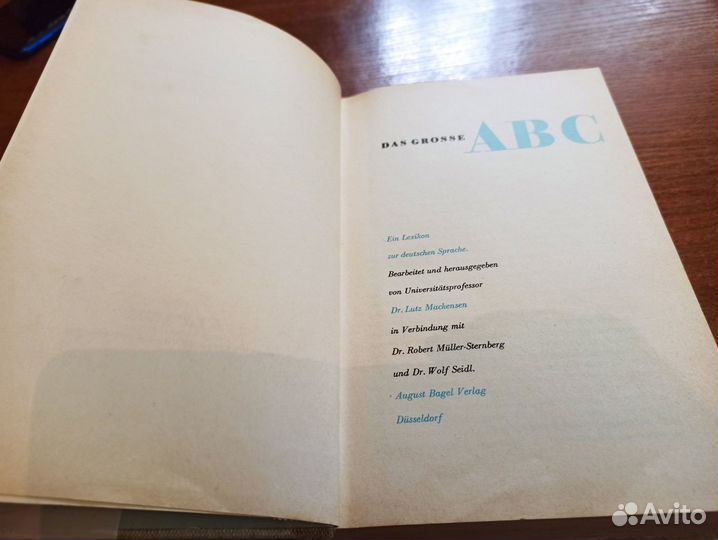 DAS GROSSE ABC
Ein Lexikon
zur deutschen Sprache.
Bearbeitet und herausgegeben
von Universitätsprofessor
Dr. Lutz Mackensen
in Verbindung mit
Dr. Robert Müller-Sternberg
und Dr. Wolf Seidl.
August Bagel Verlag
Düsseldorf
Avito